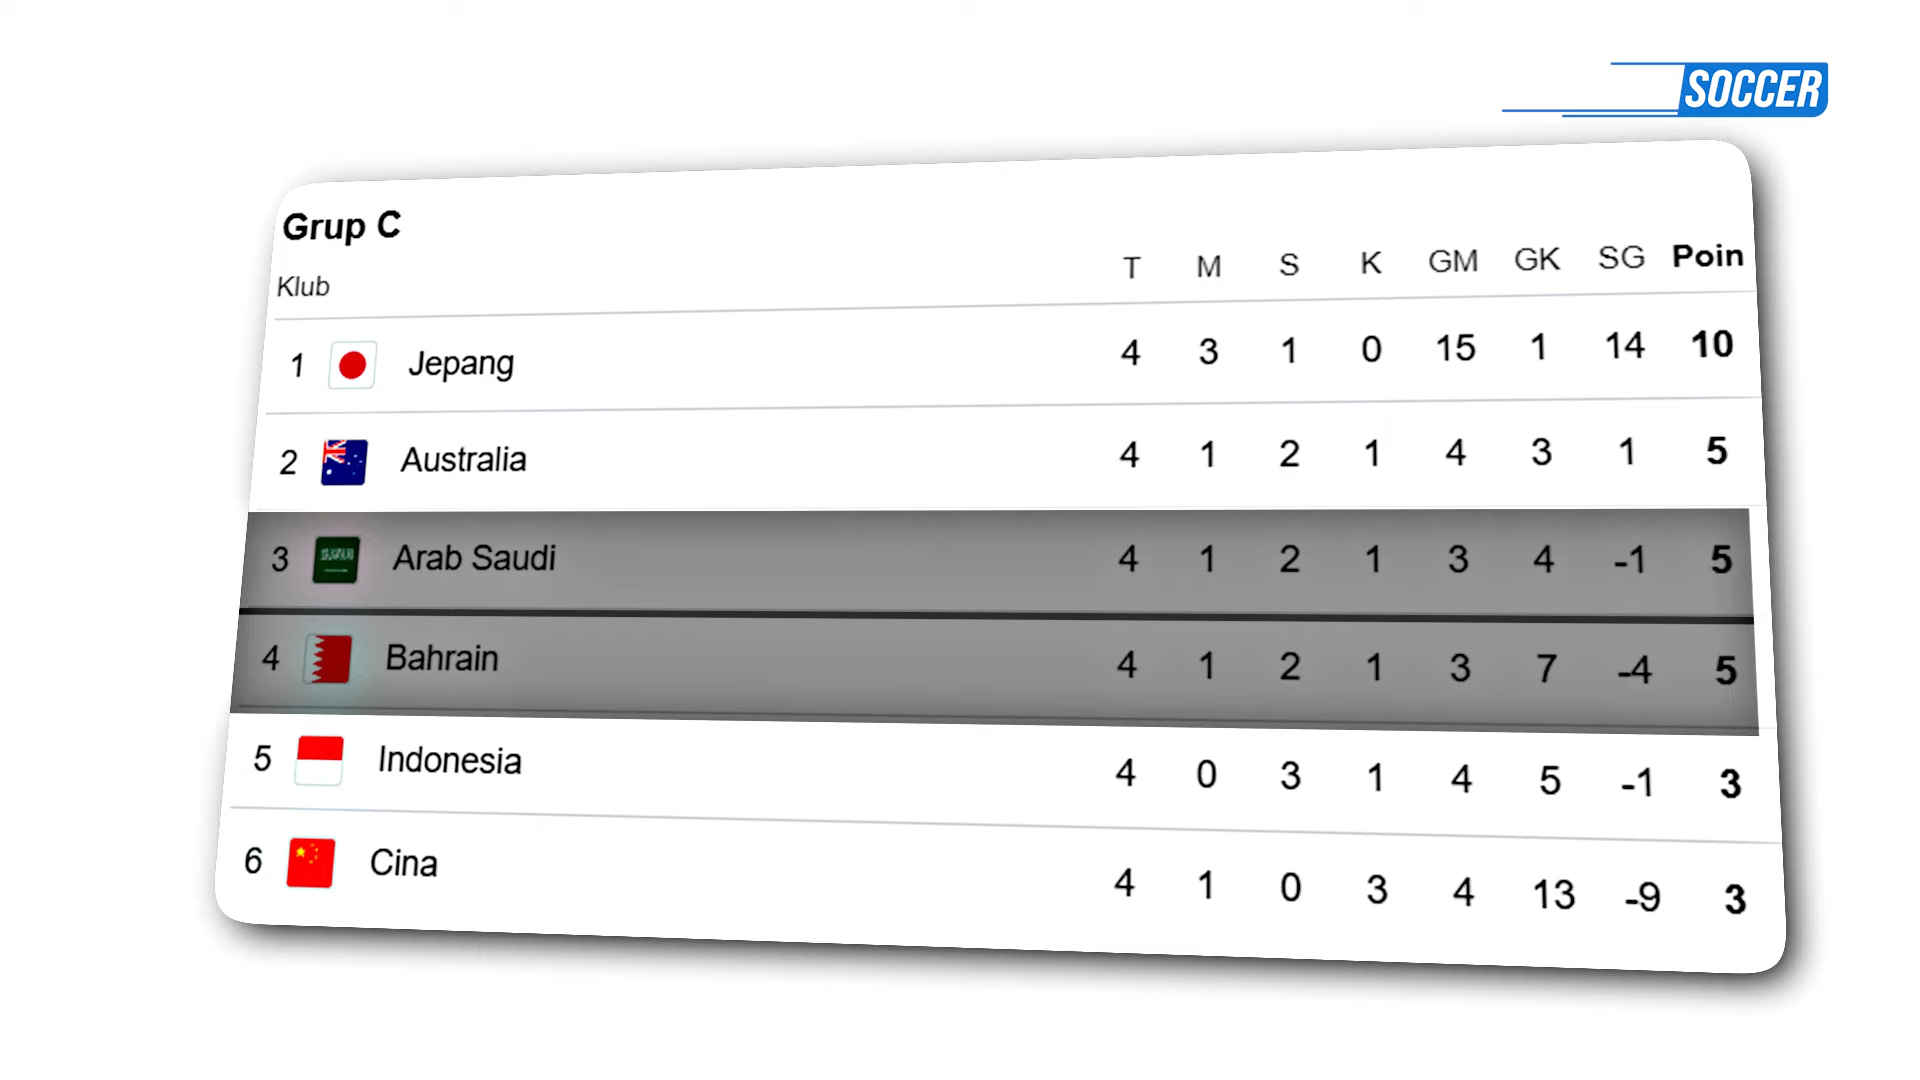 SOCCER
Grup C
Klub T M S K GM GK SG Poin
1 Jepang 4 3 1 0 15 1 14 10
2 Australia 4 1 2 1 4 3 1 5
3 Arab Saudi 4 1 2 1 3 4 -1 5
4 Bahrain 4 1 2 1 3 7 -4 5
5 Indonesia 4 0 3 1 4 5 -1 3
6 Cina 4 1 0 3 4 13 -9 3